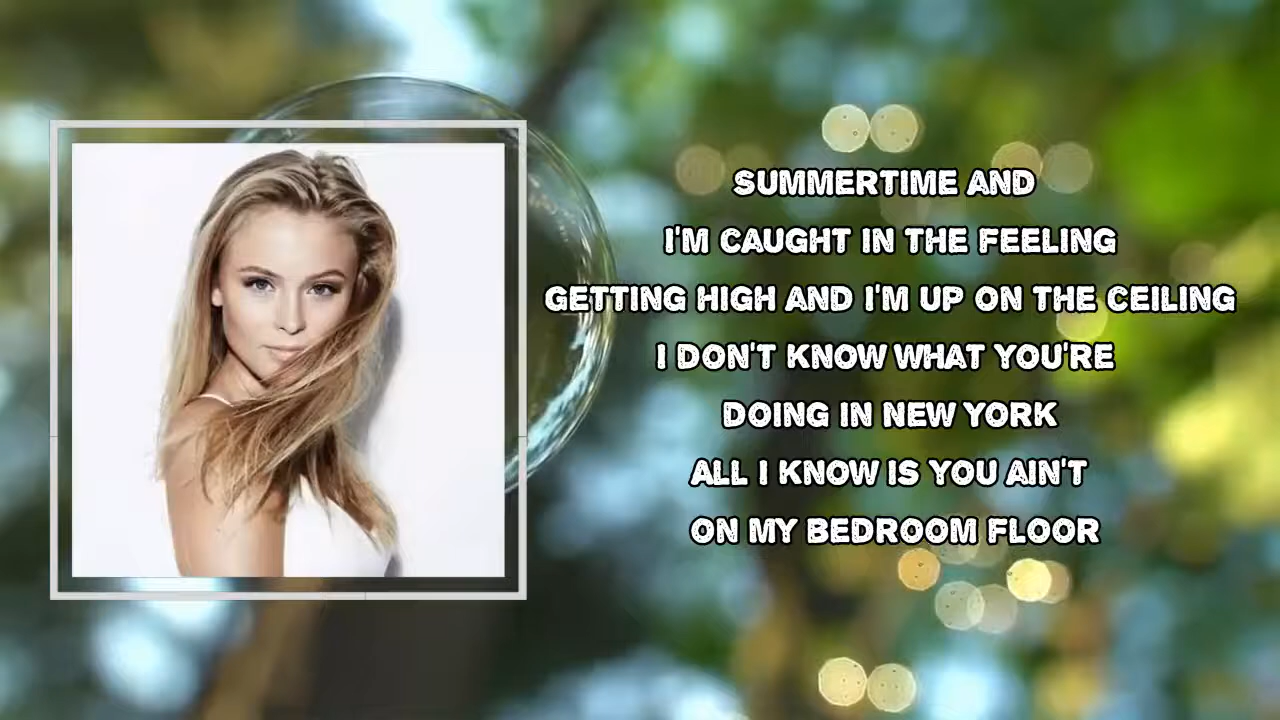 SUMMERTIME AND
I'M CAUGHT IN THE FEELING
GETTING HIGH AND I'M UP ON THE CEILING
I DON'T KNOW WHAT YOU'RE
DOING IN NEW YORK
ALL I KNOW IS YOU AIN'T
ON MY BEDROOM FLOOR